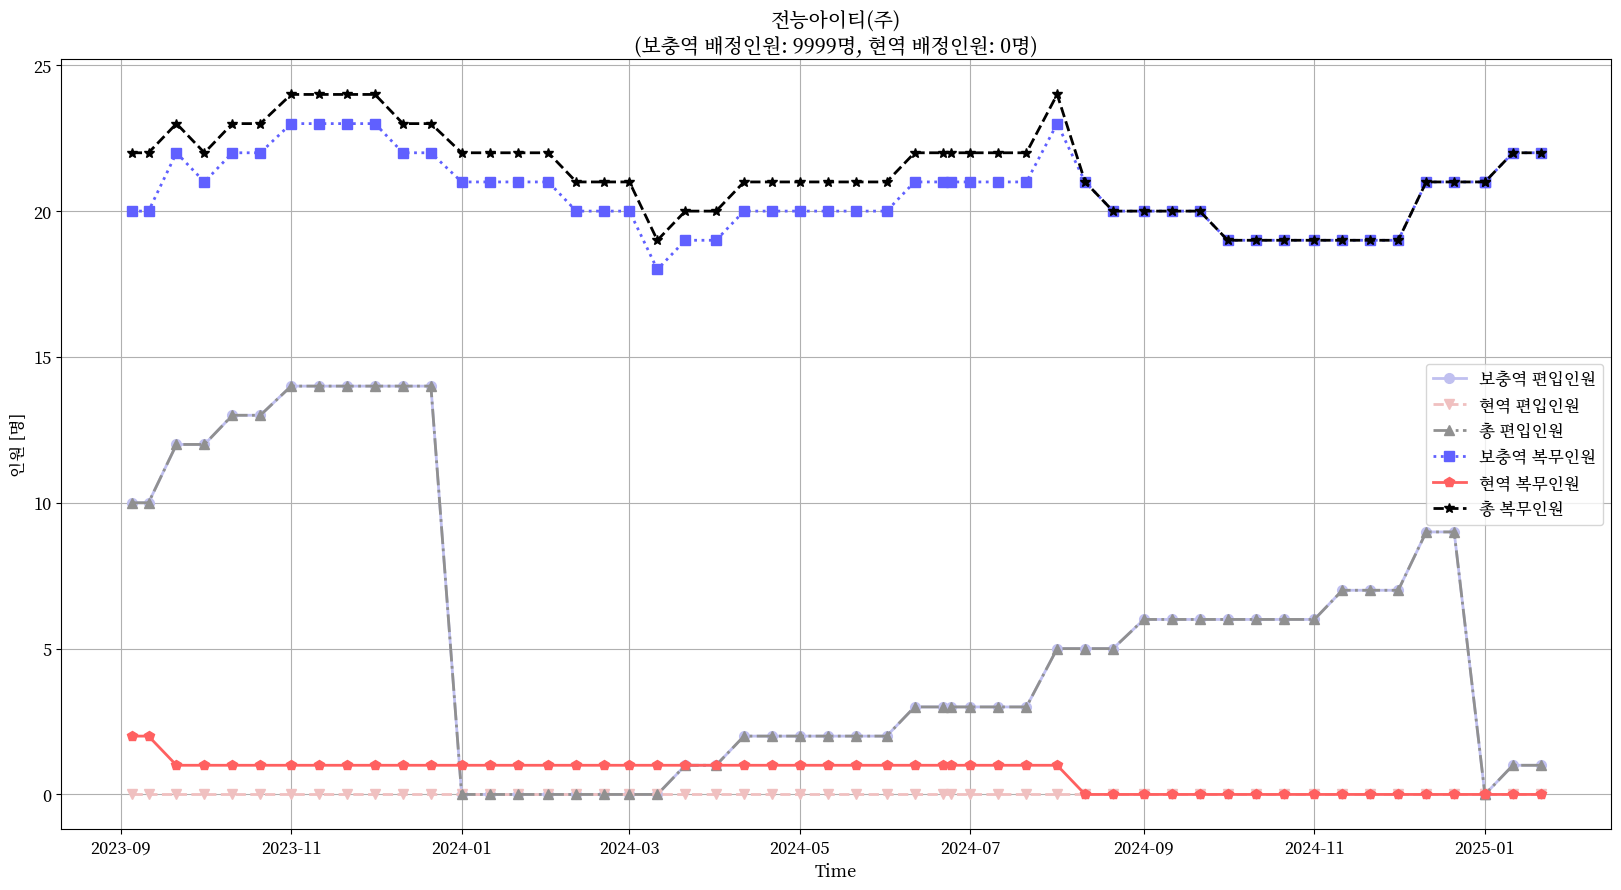 전능아이티(주)
(보충역 배정인원: 9999명, 현역 배정인원: 0명)
인원 [명]
25
20
15
10
5
0
보충역 편입인원
현역 편입인원
총 편입인원
보충역 복무인원
현역 복무인원
총 복무인원
2023-09
2023-11
2024-01
2024-03
2024-05
2024-07
2024-09
2024-11
2025-01
Time